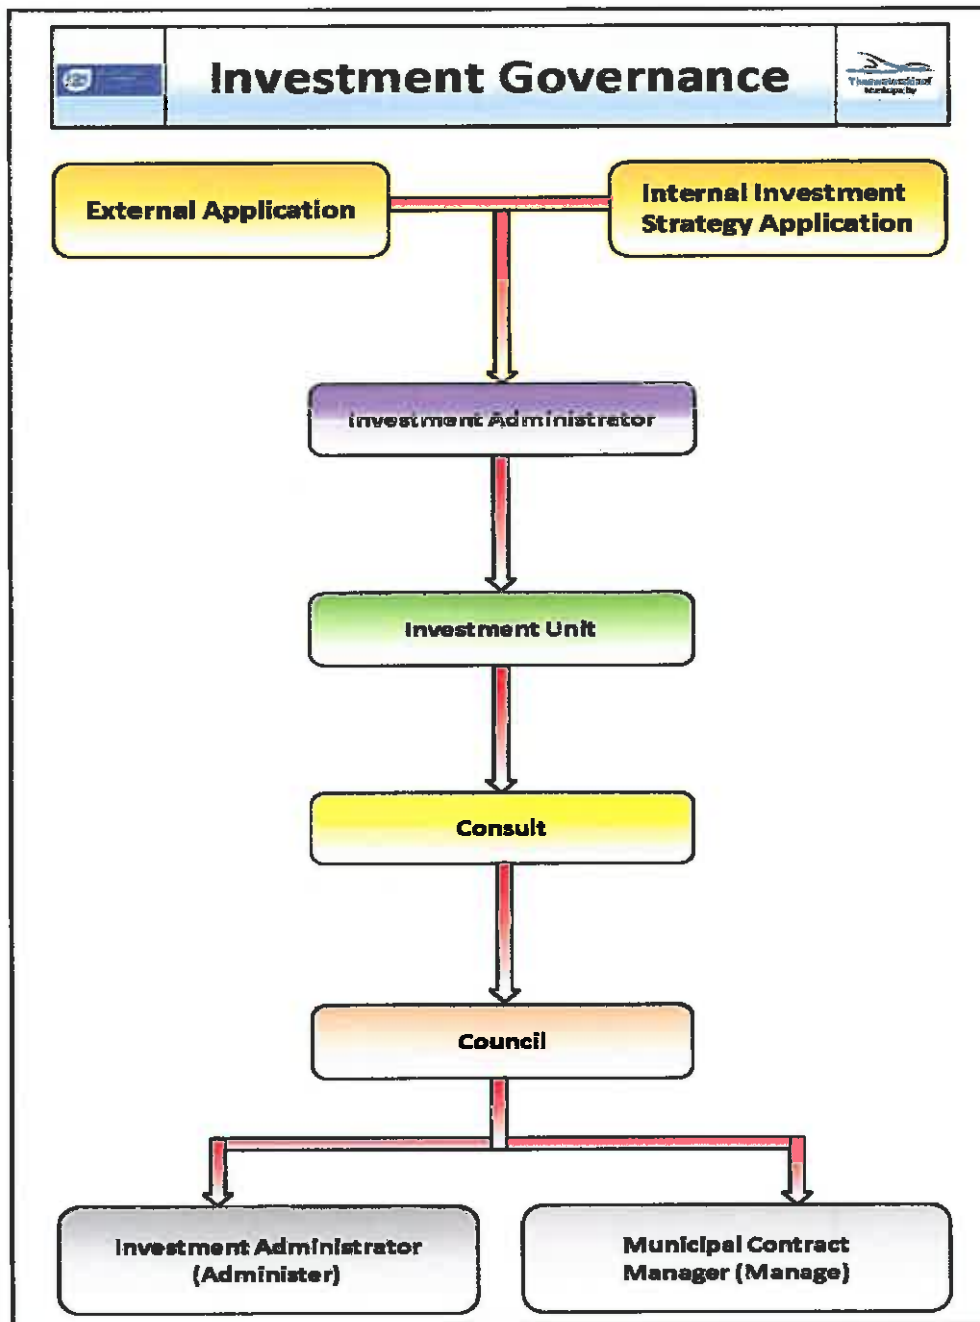 Investment Governance
Municipality
External Application
Internal Investment
Strategy Application
Investment Administrator
Investment Unit
Consult
Council
Investment Administrator
(Administer)
Municipal Contract
Manager (Manage)